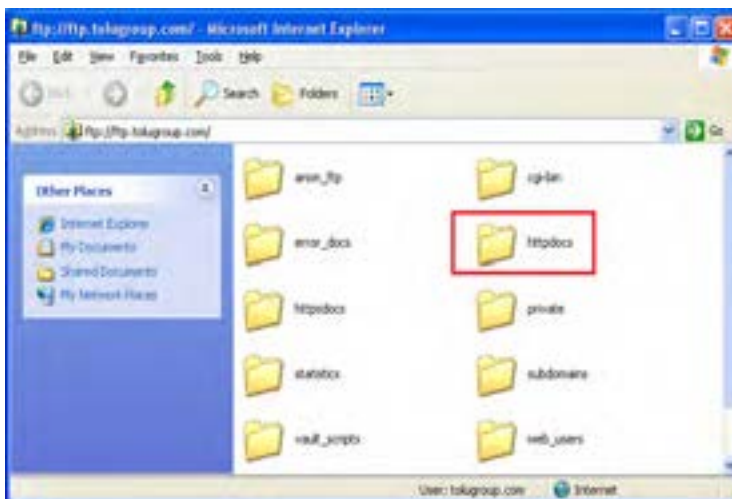 ftp://ftp.tolugroup.com/ - Microsoft Internet Explorer
File Edit View Favorites Tools Help
Search Folders
Address ftp://ftp.tolugroup.com/ Go
Other Places
Internet Explorer
My Documents
Shared Documents
My Network Places
anon_ftp cgi-bin
error_docs httpdocs
httpsdocs private
statistics subdomains
vault_scripts web_users
User: tolugroup.com Internet